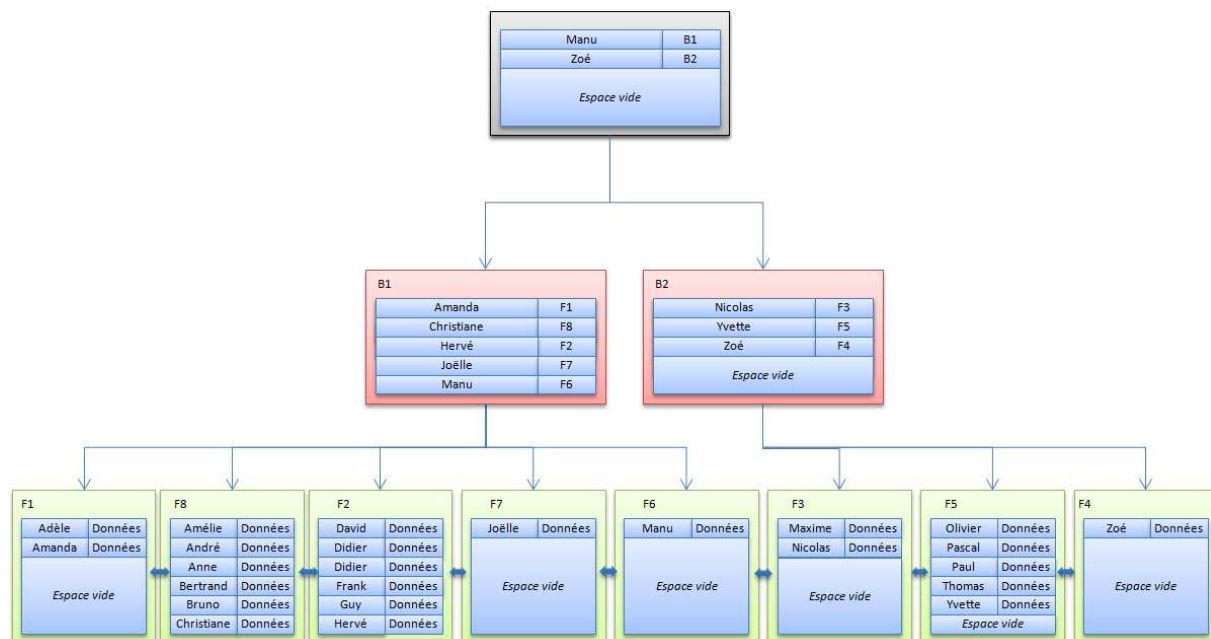 Manu B1
Zoé B2
Espace vide
B1
Amanda F1
Christiane F8
Hervé F2
Joëlle F7
Manu F6
B2
Nicolas F3
Yvette F5
Zoé F4
Espace vide
F1
Adèle Données
Amanda Données
Espace vide
F8
Amélie Données
André Données
Anne Données
Bertrand Données
Bruno Données
Christiane Données
F2
David Données
Didier Données
Didier Données
Frank Données
Guy Données
Hervé Données
F7
Joëlle Données
Espace vide
F6
Manu Données
Espace vide
F3
Maxime Données
Nicolas Données
Espace vide
F5
Olivier Données
Pascal Données
Paul Données
Thomas Données
Yvette Données
Espace vide
F4
Zoé Données
Espace vide